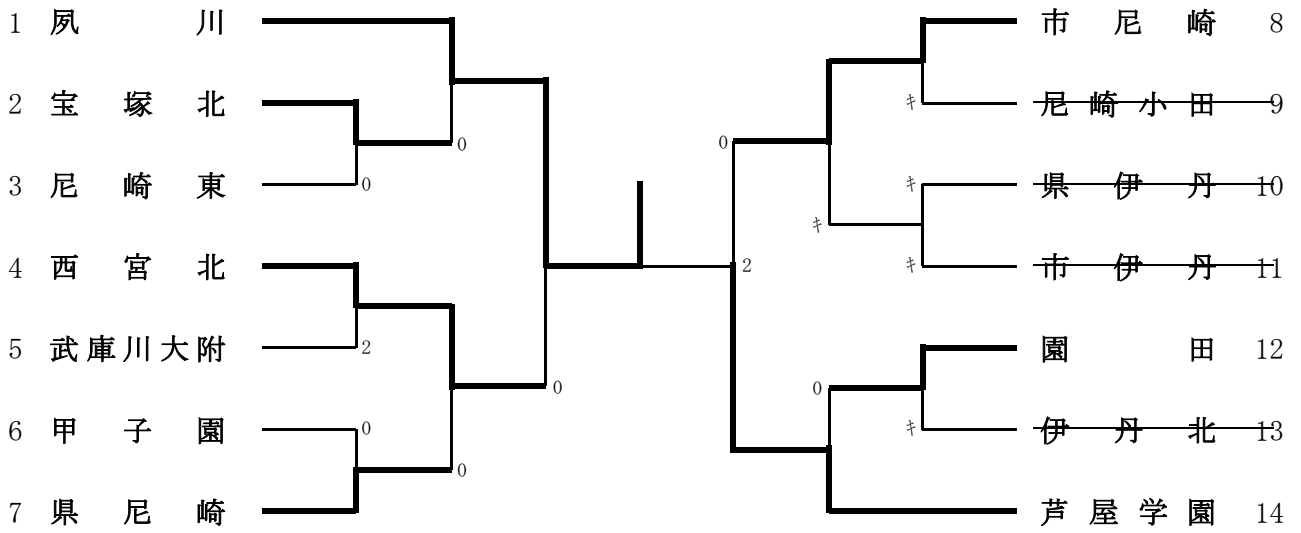 1 夙川
2 宝塚北
0
3 尼崎東
0
4 西宮北
5 武庫川大附
2
0
6 甲子園
0
0
7 県尼崎
市尼崎 8
ｷ 尼崎小田 9
0
ｷ 県伊丹 10
ｷ
ｷ 市伊丹 11
2
園田 12
0
ｷ 伊丹北 13
芦屋学園 14